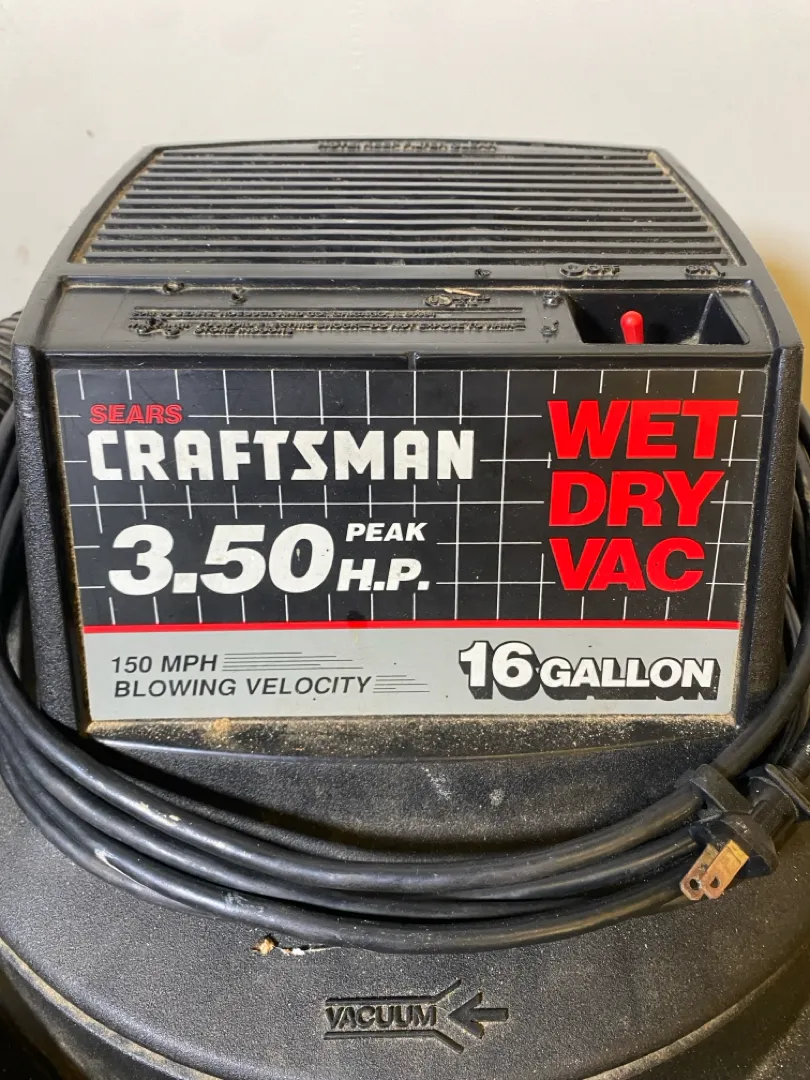 OFF ON
SEARS
CRAFTSMAN
WET
DRY
VAC
3.50 PEAK
H.P.
150 MPH
BLOWING VELOCITY
16 GALLON
VACUUM